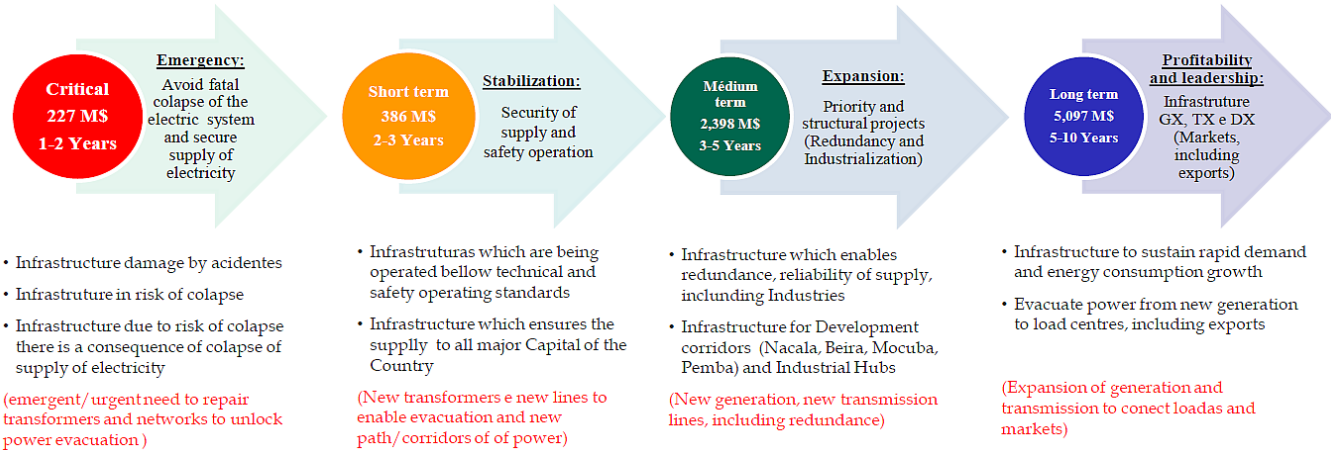 Critical
227 M$
1-2 Years
Emergency:
Avoid fatal
colapse of the
electric system
and secure
supply of
electricity
Short term
386 M$
2-3 Years
Stabilization:
Security of
supply and
safety operation
Médium
term
2,398 M$
3-5 Years
Expansion:
Priority and
structural projects
(Redundancy and
Industrialization)
Long term
5,097 M$
5-10 Years
Profitability
and leadership:
Infrastruture
GX, TX e DX
(Markets,
including
exports)
• Infrastructure damage by acidentes
• Infrastruture in risk of colapse
• Infrastructure due to risk of colapse
there is a consequence of colapse of
supply of electricity
(emergent/urgent need to repair
transformers and networks to unlock
power evacuation )
• Infrastruturas which are being
operated bellow technical and
safety operating standards
• Infrastructure which ensures the
supplly to all major Capital of the
Country
(New transformers e new lines to
enable evacuation and new
path/corridors of of power)
• Infrastructure which enables
redundance, reliability of supply,
inclunding Industries
• Infrastructure for Development
corridors (Nacala, Beira, Mocuba,
Pemba) and Industrial Hubs
(New generation, new transmission
lines, including redundance)
• Infrastructure to sustain rapid demand
and energy consumption growth
• Evacuate power from new generation
to load centres, including exports
(Expansion of generation and
transmission to conect loadas and
markets)